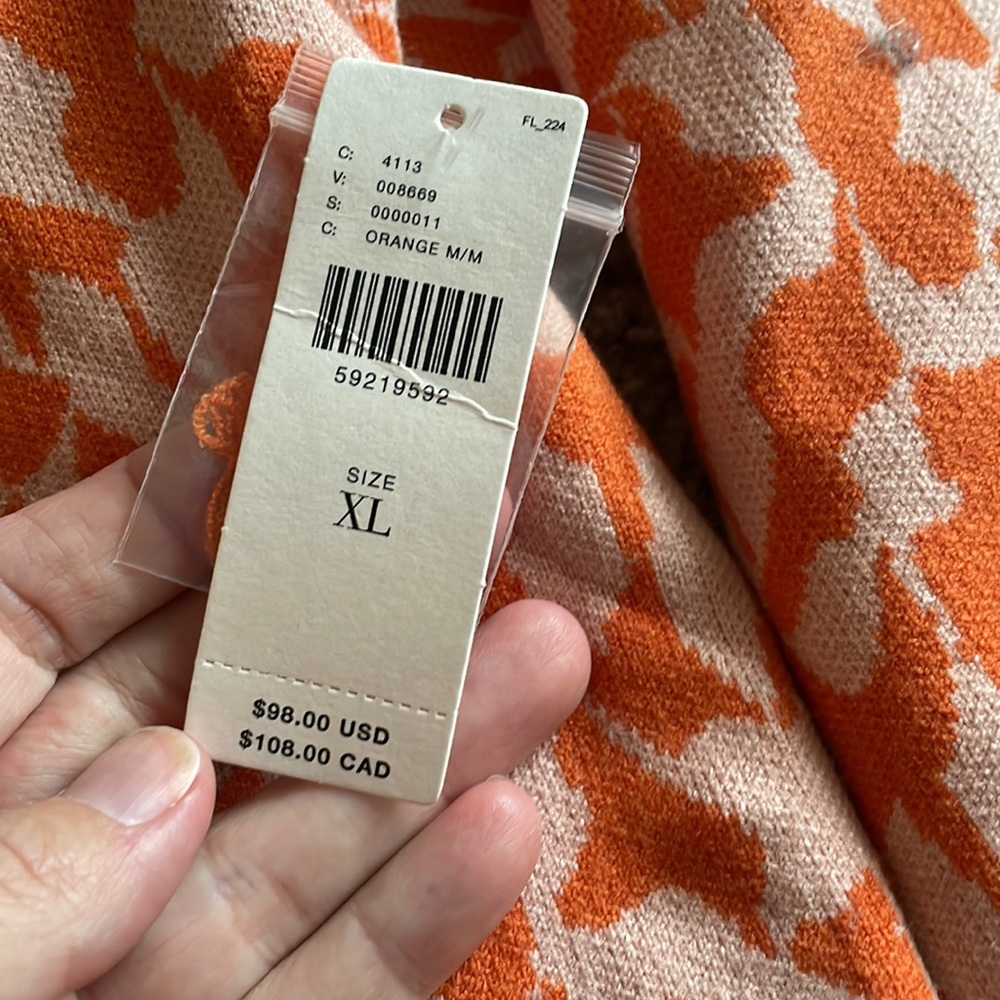 FL_224
C: 4113
V: 008669
S: 0000011
C: ORANGE M/M
59219592
SIZE
XL
$98.00 USD
$108.00 CAD